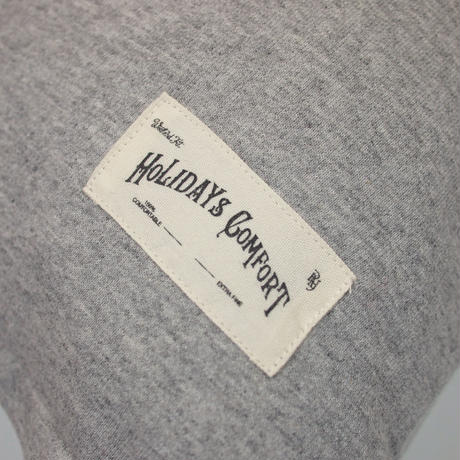 HOLIDAYS COMFORT
100%
COMFORTABLE
EXTRA FINE